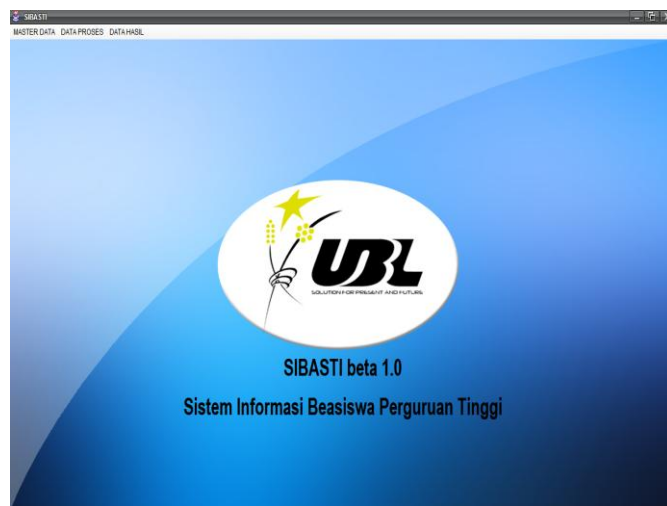 SIBASTI
MASTER DATA DATA PROSES DATA HASIL
UBL
SOLUTION FOR PRESENT AND FUTURE
SIBASTI beta 1.0
Sistem Informasi Beasiswa Perguruan Tinggi